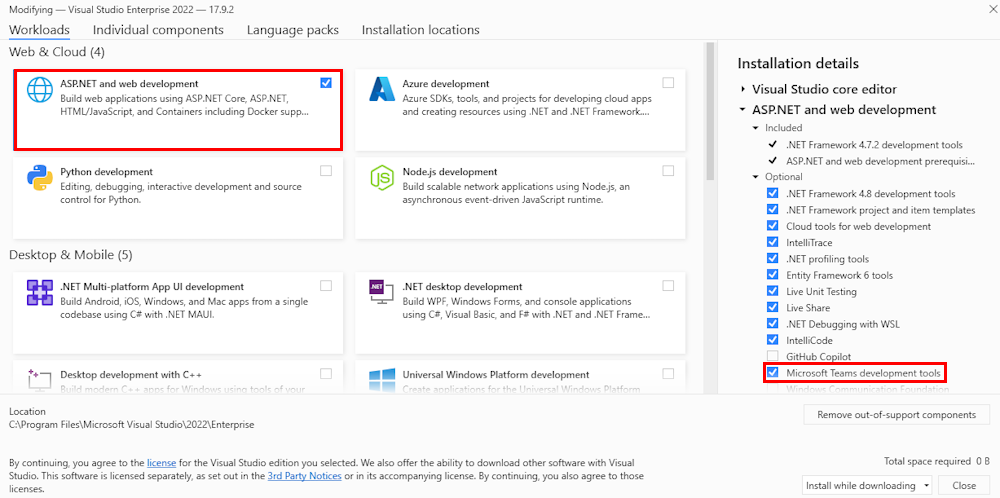 Modifying — Visual Studio Enterprise 2022 — 17.9.2
Workloads
Individual components
Language packs
Installation locations
Web & Cloud (4)
ASP.NET and web development
Build web applications using ASP.NET Core, ASP.NET,
HTML/JavaScript, and Containers including Docker supp...
Azure development
Azure SDKs, tools, and projects for developing cloud apps
and creating resources using .NET and .NET Framework....
Python development
Editing, debugging, interactive development and source
control for Python.
Node.js development
Build scalable network applications using Node.js, an
asynchronous event-driven JavaScript runtime.
Desktop & Mobile (5)
.NET Multi-platform App UI development
Build Android, iOS, Windows, and Mac apps from a single
codebase using C# with .NET MAUI.
.NET desktop development
Build WPF, Windows Forms, and console applications
using C#, Visual Basic, and F# with .NET and .NET Frame...
Desktop development with C++
Build modern C++ apps for Windows using tools of your
Universal Windows Platform development
Create applications for the Universal Windows Platform
Installation details
Visual Studio core editor
ASP.NET and web development
Included
.NET Framework 4.7.2 development tools
ASP.NET and web development prerequisi...
Optional
.NET Framework 4.8 development tools
.NET Framework project and item templates
Cloud tools for web development
IntelliTrace
.NET profiling tools
Entity Framework 6 tools
Live Unit Testing
Live Share
.NET Debugging with WSL
IntelliCode
GitHub Copilot
Microsoft Teams development tools
Windows Communication Foundation
Location
C:\Program Files\Microsoft Visual Studio\2022\Enterprise
Remove out-of-support components
By continuing, you agree to the license for the Visual Studio edition you selected. We also offer the ability to download other software with Visual
Studio. This software is licensed separately, as set out in the 3rd Party Notices or in its accompanying license. By continuing, you also agree to those
licenses.
Total space required 0 B
Install while downloading
Close